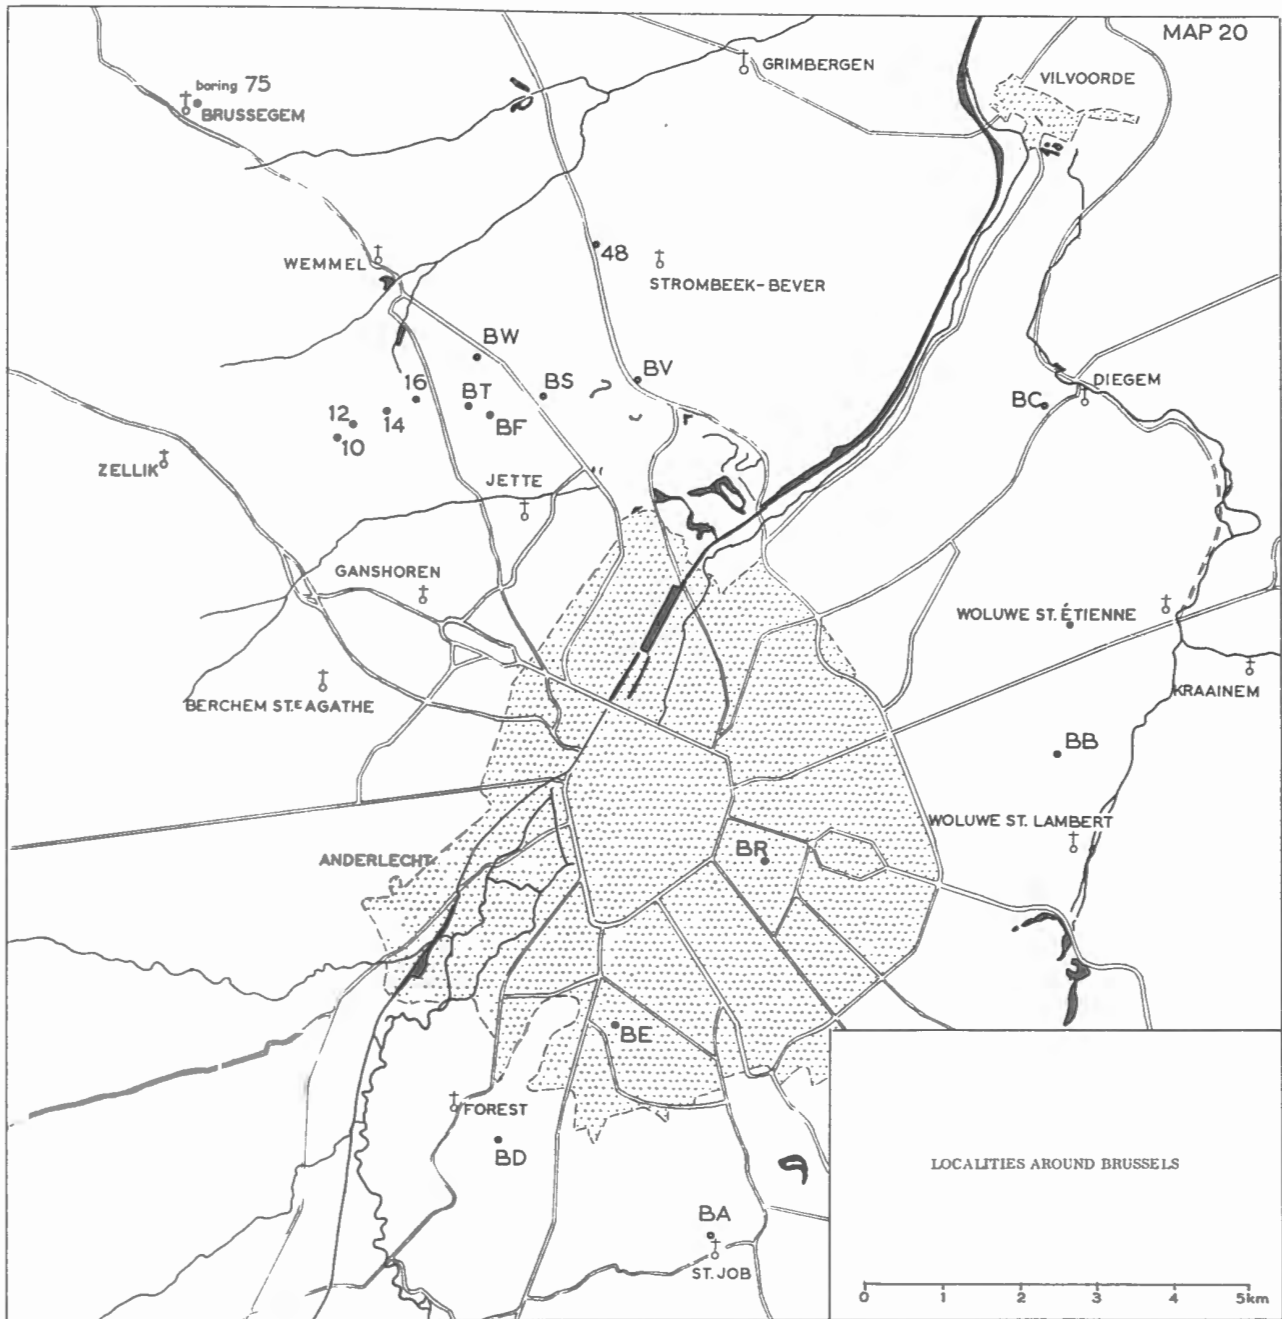 MAP 20
GRIMBERGEN
VILVOORDE
boring 75
BRUSSEGEM
48
WEMMEL
STROMBEEK-BEVER
BW
BV
BS
16
BT
DIEGEM
12
14
BF
BC
10
ZELLIK
JETTE
GANSHOREN
WOLUWE ST. ÉTIENNE
KRAAINEM
BERCHEM STE AGATHE
BB
WOLUWE ST. LAMBERT
ANDERLECHT
BR
BE
FOREST
BD
LOCALITIES AROUND BRUSSELS
BA
ST. JOB
0 1 2 3 4 5km